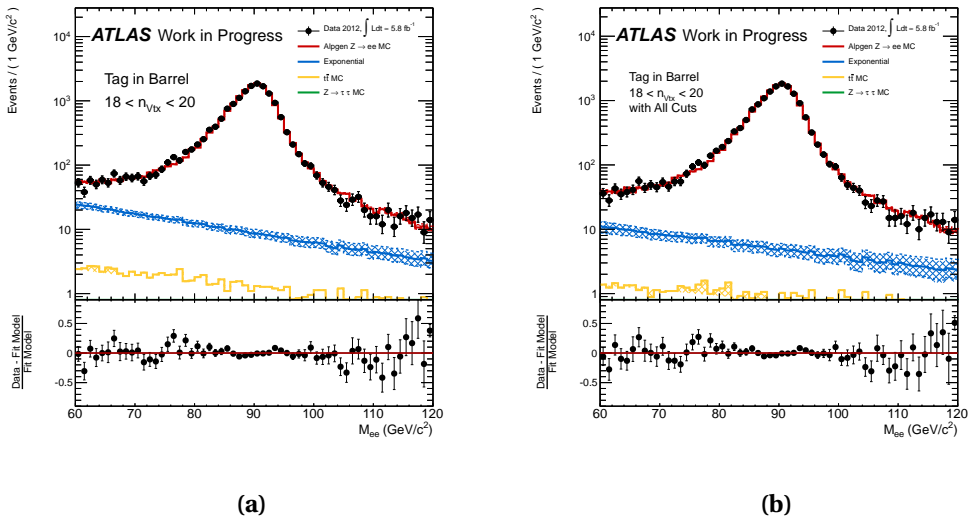 Events / ( 1 GeV/c² )
10⁴
10³
10²
10
1
ATLAS Work in Progress
Tag in Barrel
18 < n_Vtx < 20
Data 2012, ∫ Ldt = 5.8 fb⁻¹
Alpgen Z → ee MC
Exponential
tt̄ MC
Z → τ τ MC
Data - Fit Model
Fit Model
0.5
0
-0.5
60 70 80 90 100 110 120
M_ee (GeV/c²)
(a)
Events / ( 1 GeV/c² )
10⁴
10³
10²
10
1
ATLAS Work in Progress
Tag in Barrel
18 < n_Vtx < 20
with All Cuts
Data 2012, ∫ Ldt = 5.8 fb⁻¹
Alpgen Z → ee MC
Exponential
tt̄ MC
Z → τ τ MC
Data - Fit Model
Fit Model
0.5
0
-0.5
60 70 80 90 100 110 120
M_ee (GeV/c²)
(b)